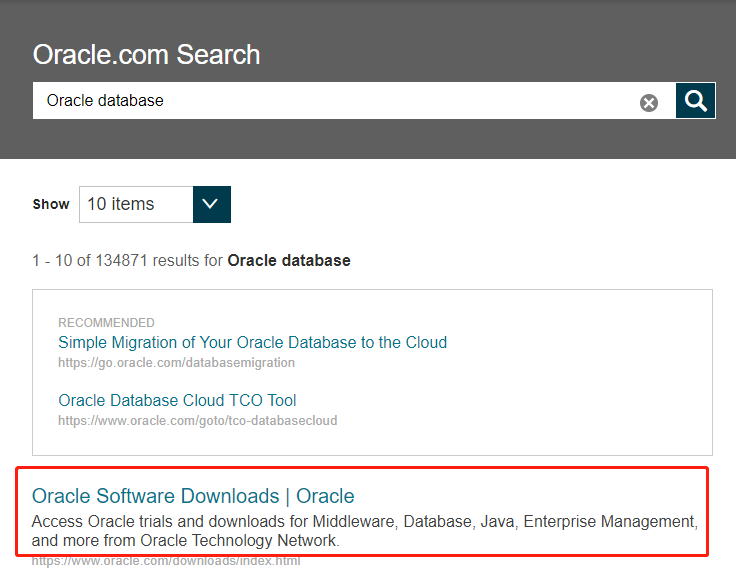 Oracle.com Search
Oracle database
Show 10 items
1 - 10 of 134871 results for Oracle database
RECOMMENDED
Simple Migration of Your Oracle Database to the Cloud
https://go.oracle.com/databasemigration
Oracle Database Cloud TCO Tool
https://www.oracle.com/goto/tco-databasecloud
Oracle Software Downloads | Oracle
Access Oracle trials and downloads for Middleware, Database, Java, Enterprise Management,
and more from Oracle Technology Network.
https://www.oracle.com/downloads/index.html